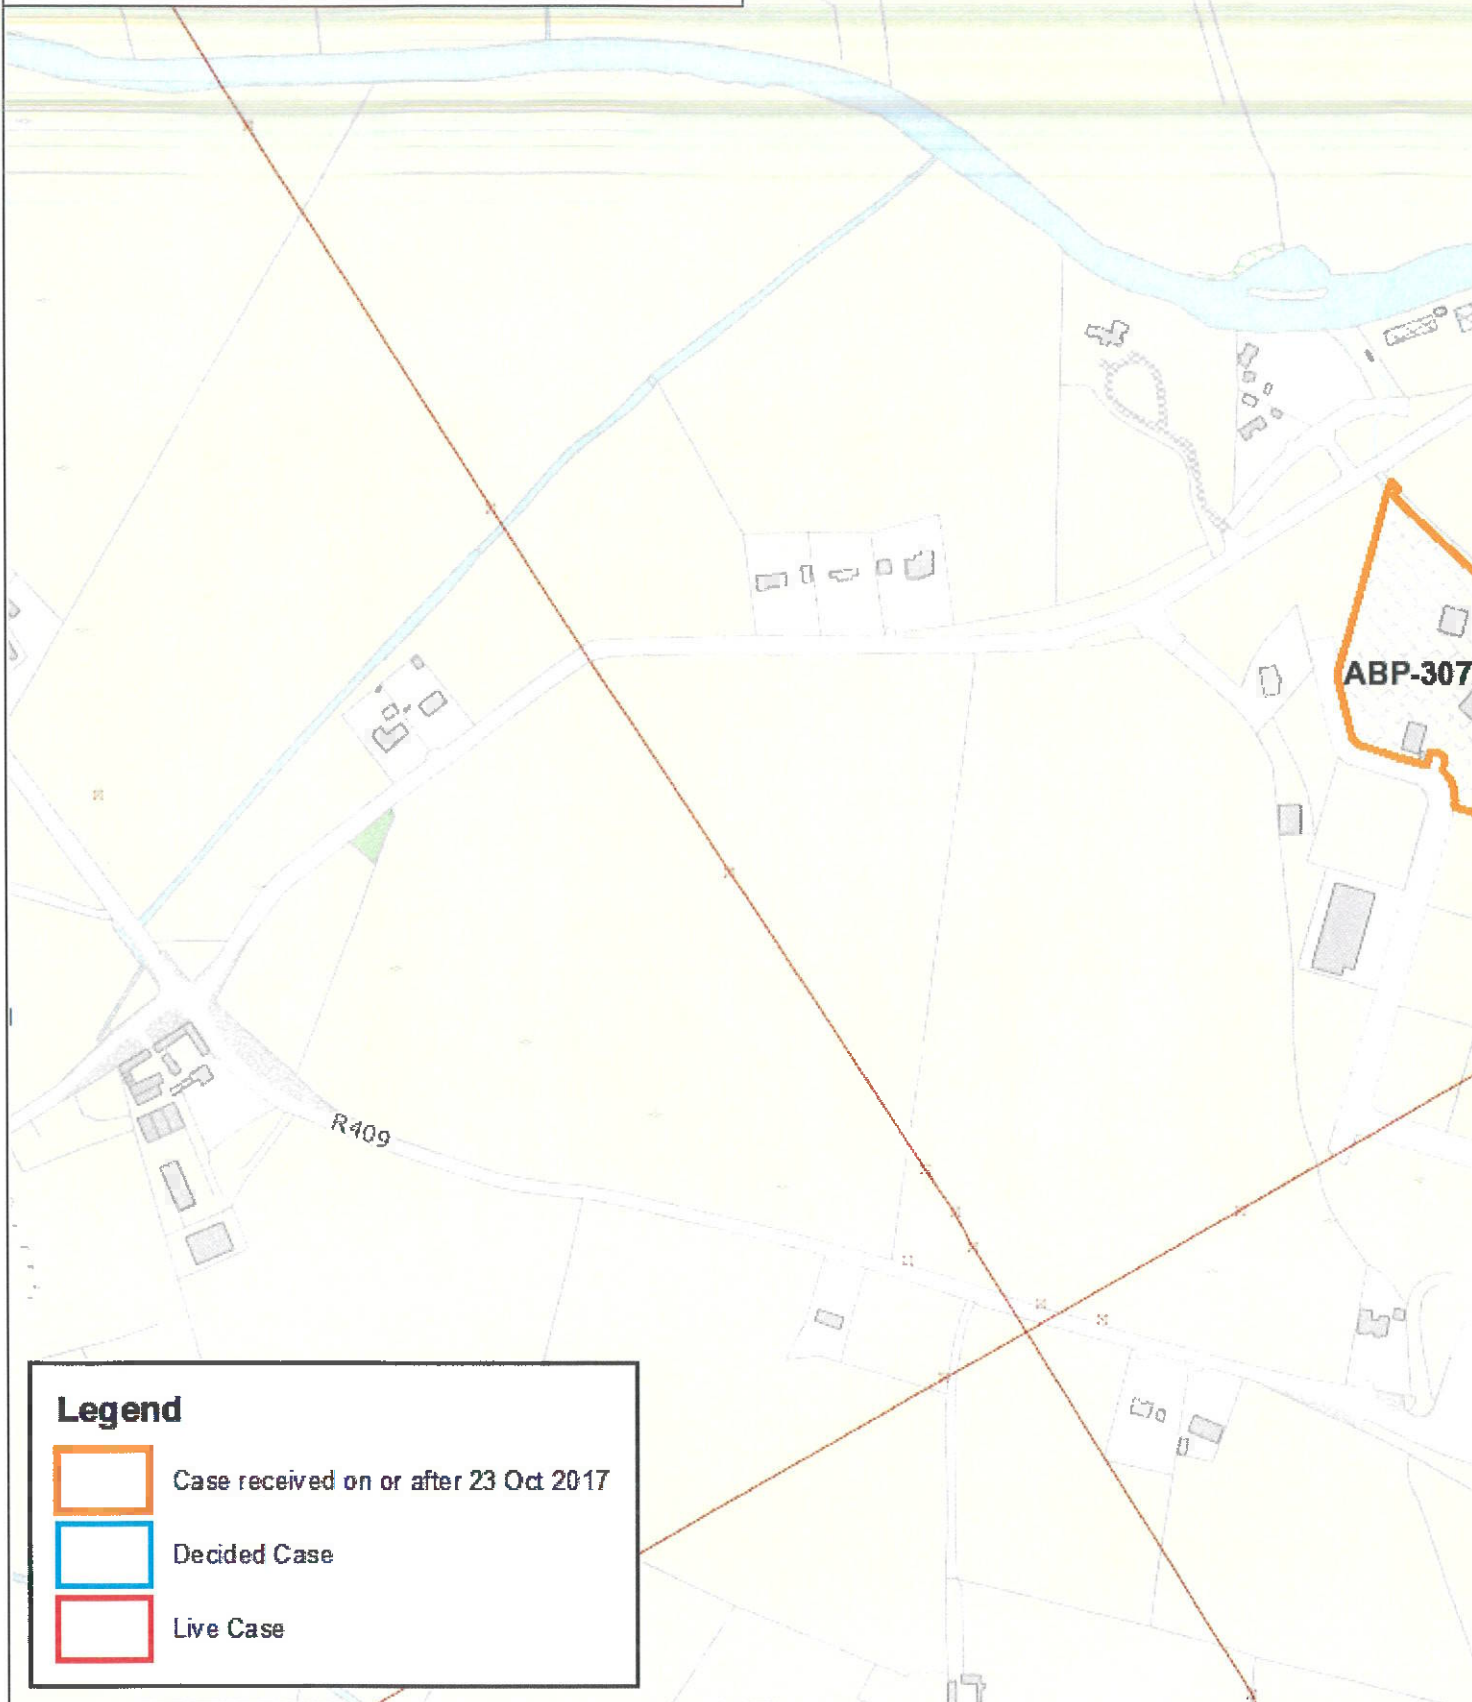 ABP-307
R409
Legend
Case received on or after 23 Oct 2017
Decided Case
Live Case